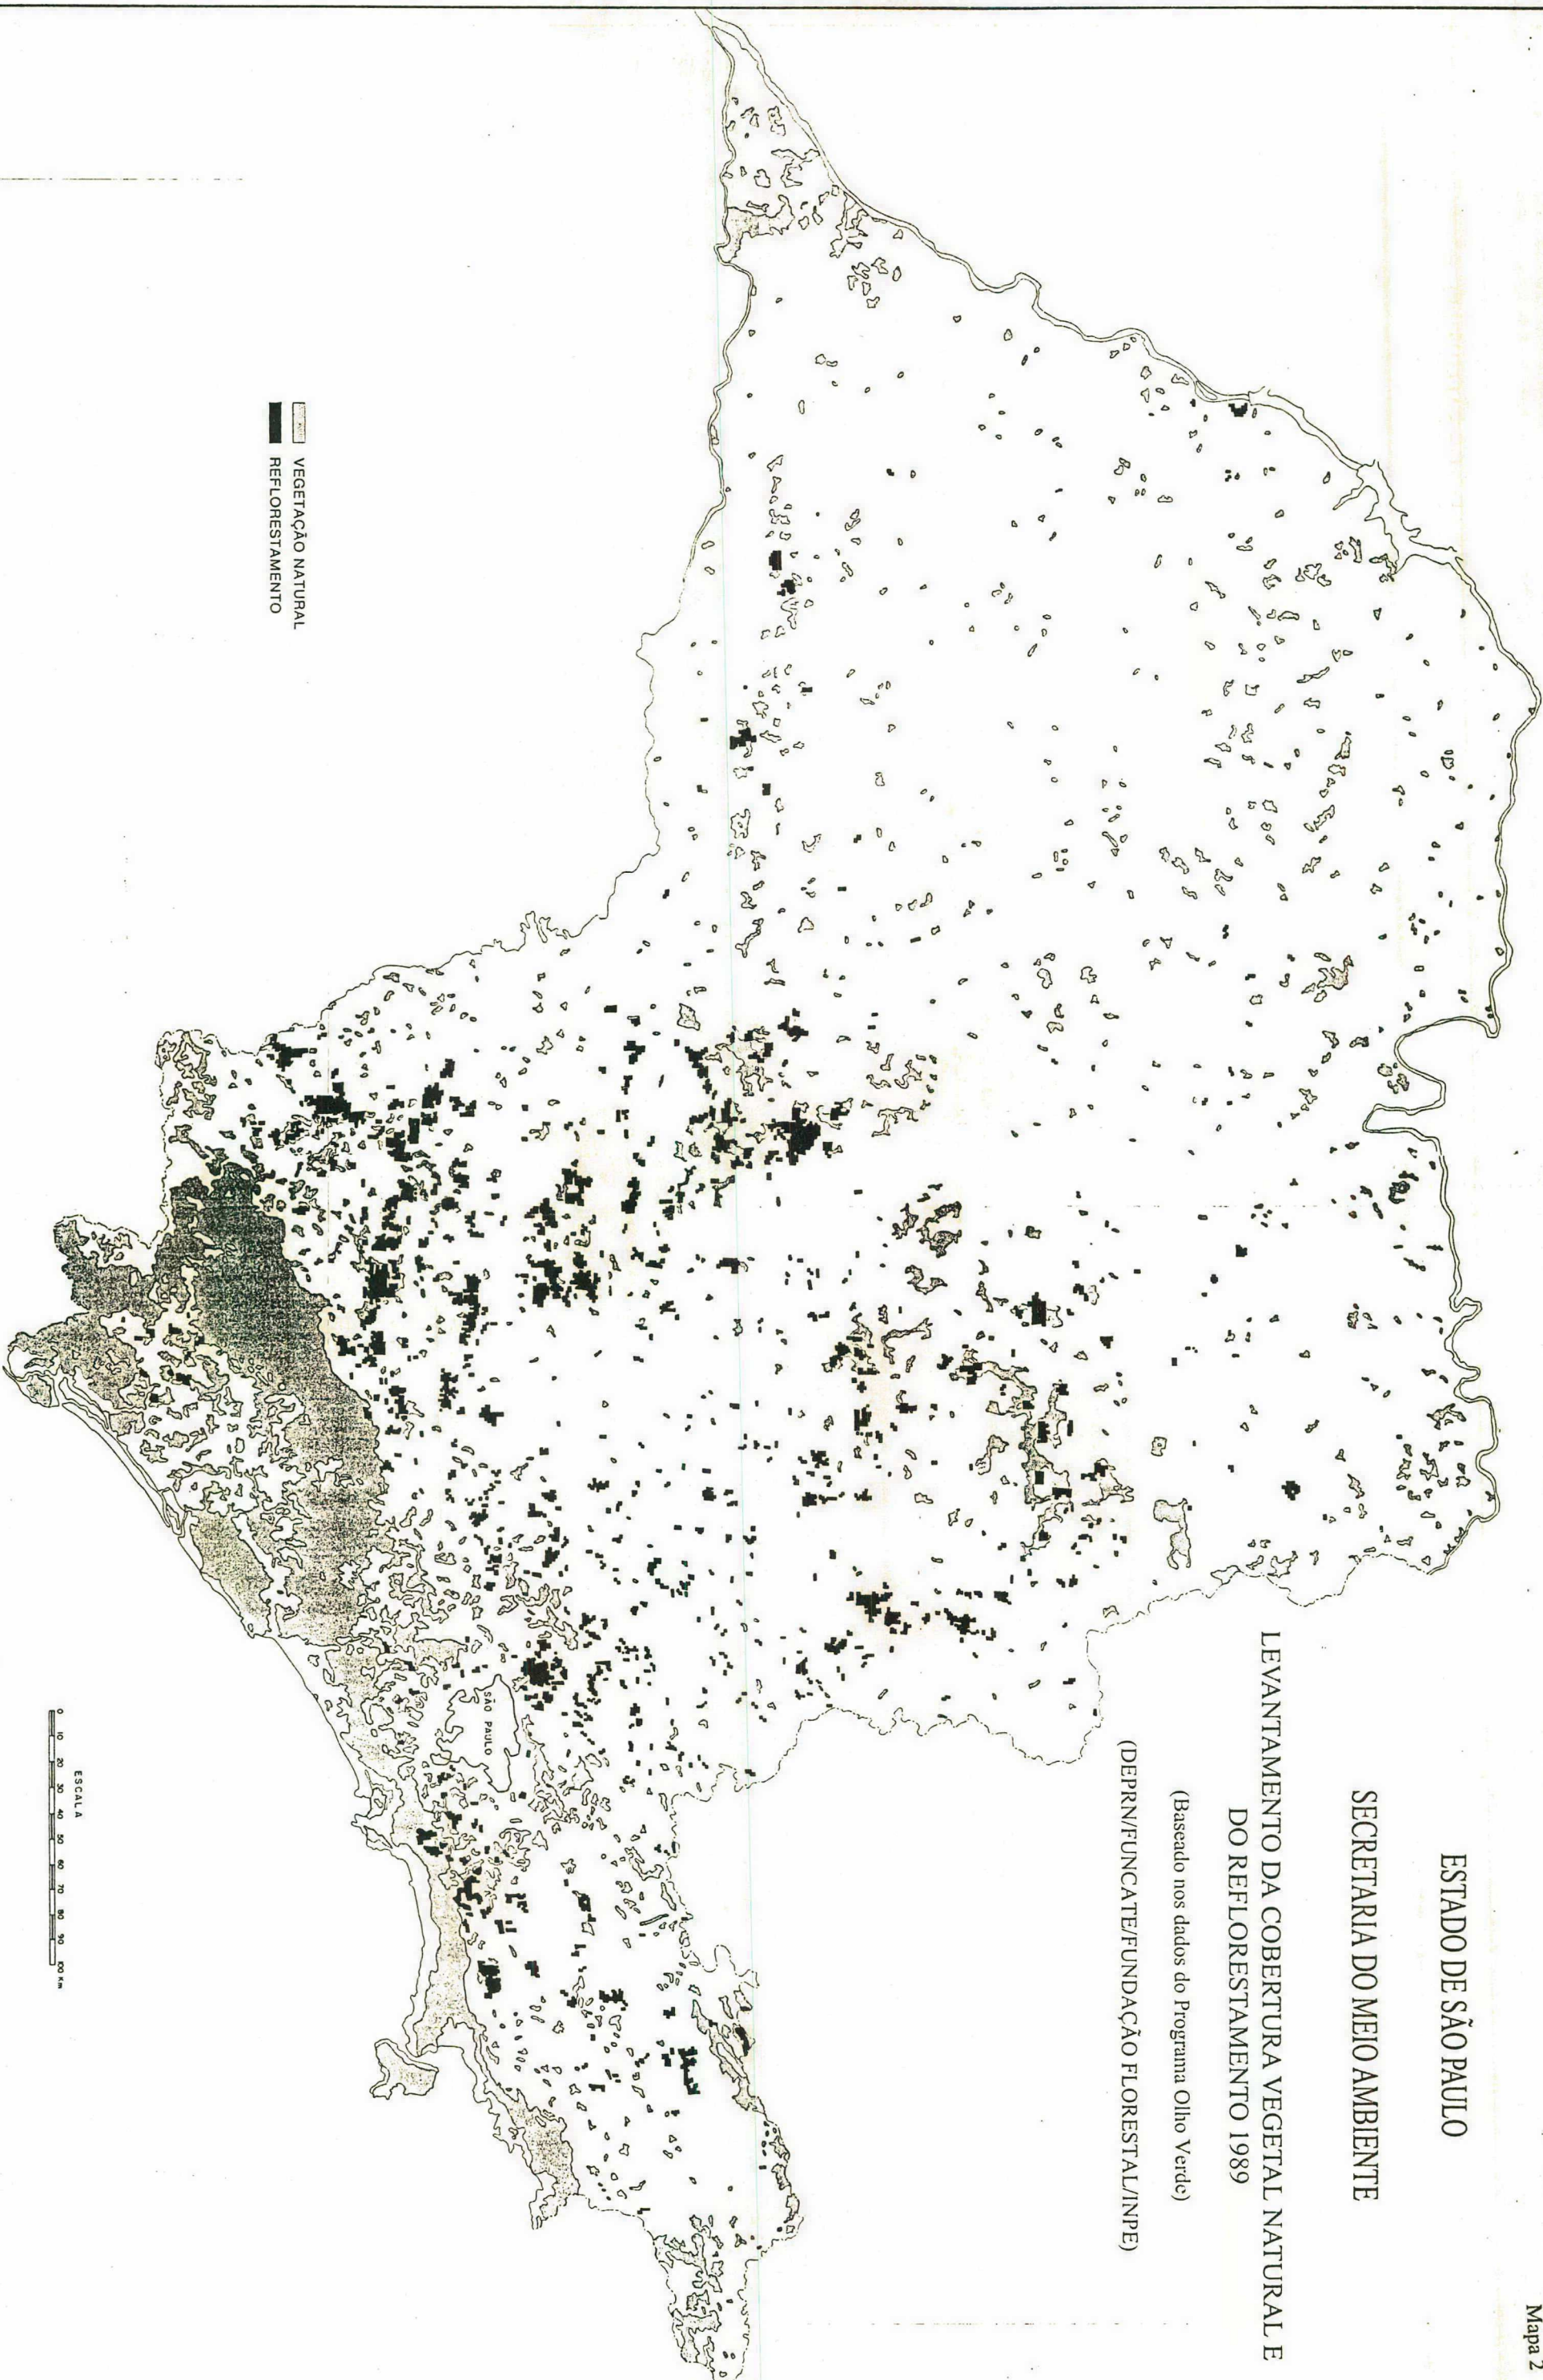 Mapa 2
ESTADO DE SÃO PAULO
SECRETARIA DO MEIO AMBIENTE
LEVANTAMENTO DA COBERTURA VEGETAL NATURAL E
DO REFLORESTAMENTO 1989
(Baseado nos dados do Programa Olho Verde)
(DEPRN/FUNCATE/FUNDAÇÃO FLORESTAL/INPE)
SÃO PAULO
VEGETAÇÃO NATURAL
REFLORESTAMENTO
ESCALA
0 10 20 30 40 50 60 70 80 90 100 Km